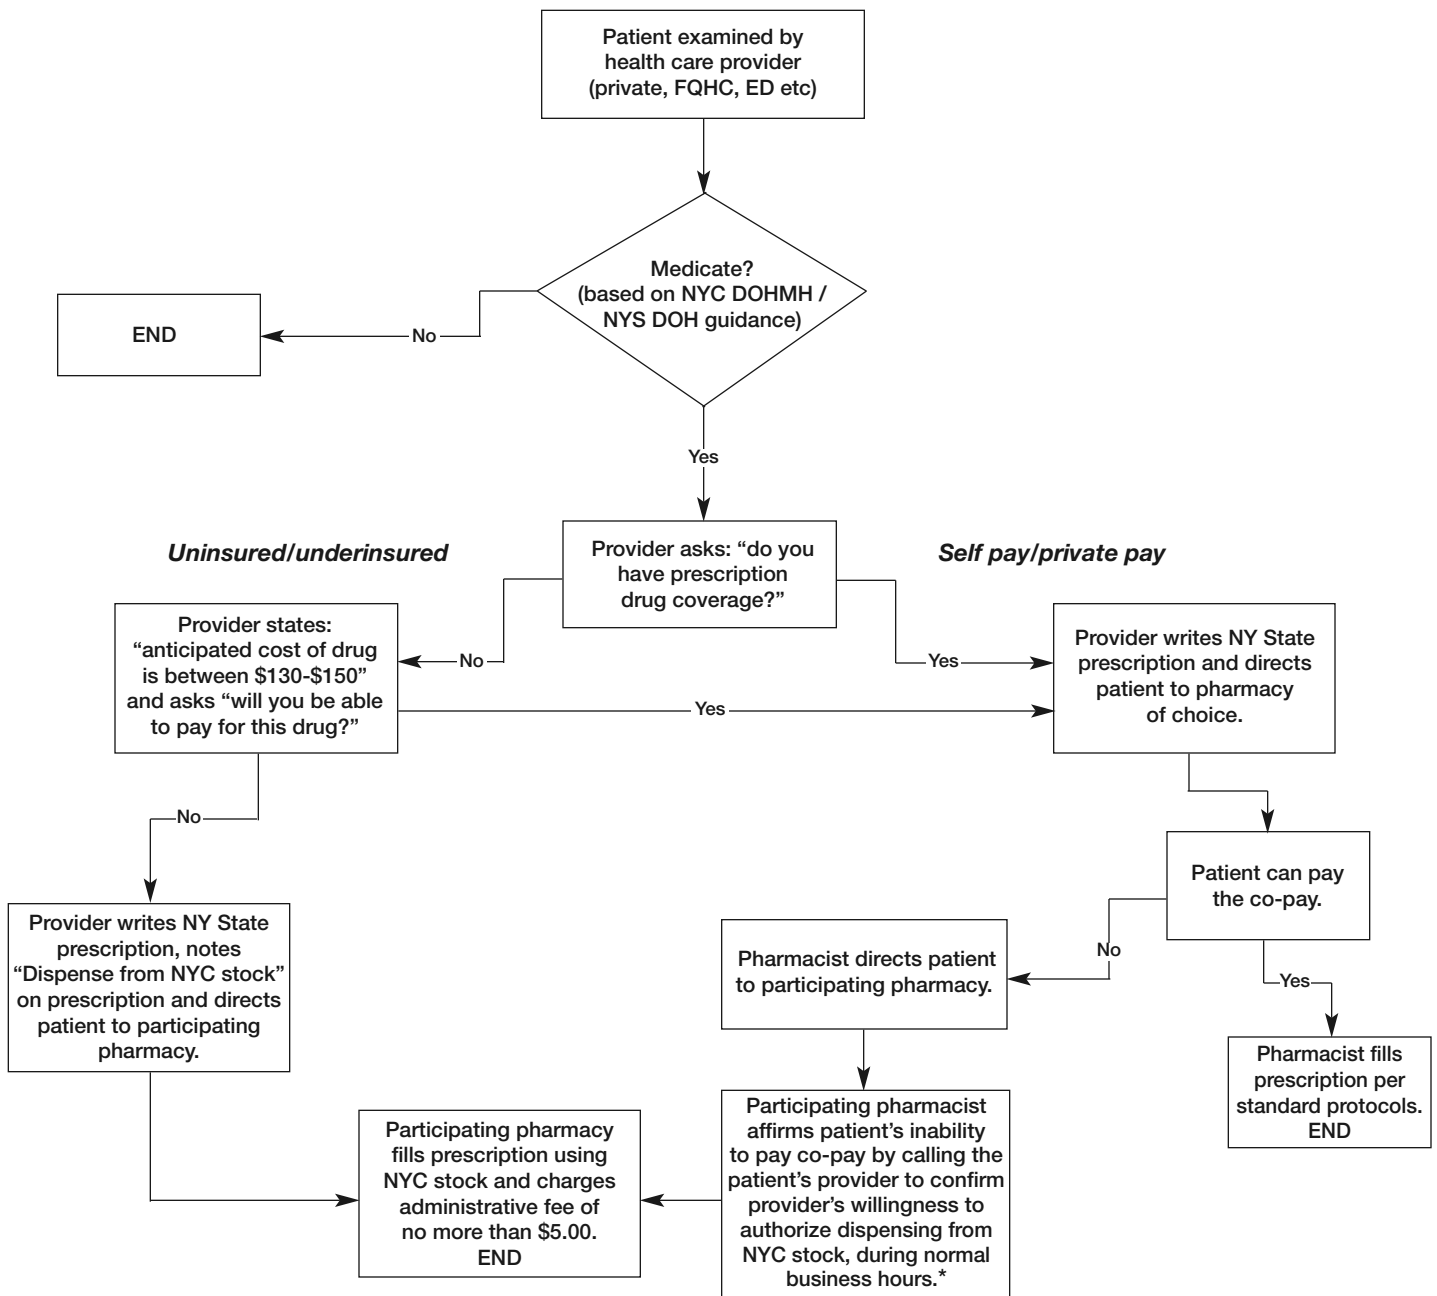 Patient examined by
health care provider
(private, FQHC, ED etc)
Medicate?
(based on NYC DOHMH /
NYS DOH guidance)
No
END
Yes
Uninsured/underinsured
Provider asks: “do you
have prescription
drug coverage?”
Self pay/private pay
No
Yes
Provider states:
“anticipated cost of drug
is between $130-$150”
and asks “will you be able
to pay for this drug?”
Yes
Provider writes NY State
prescription and directs
patient to pharmacy
of choice.
No
Provider writes NY State
prescription, notes
“Dispense from NYC stock”
on prescription and directs
patient to participating
pharmacy.
Patient can pay
the co-pay.
No
Yes
Pharmacist directs patient
to participating pharmacy.
Pharmacist fills
prescription per
standard protocols.
END
Participating pharmacist
affirms patient’s inability
to pay co-pay by calling the
patient’s provider to confirm
provider’s willingness to
authorize dispensing from
NYC stock, during normal
business hours.*
Participating pharmacy
fills prescription using
NYC stock and charges
administrative fee of
no more than $5.00.
END